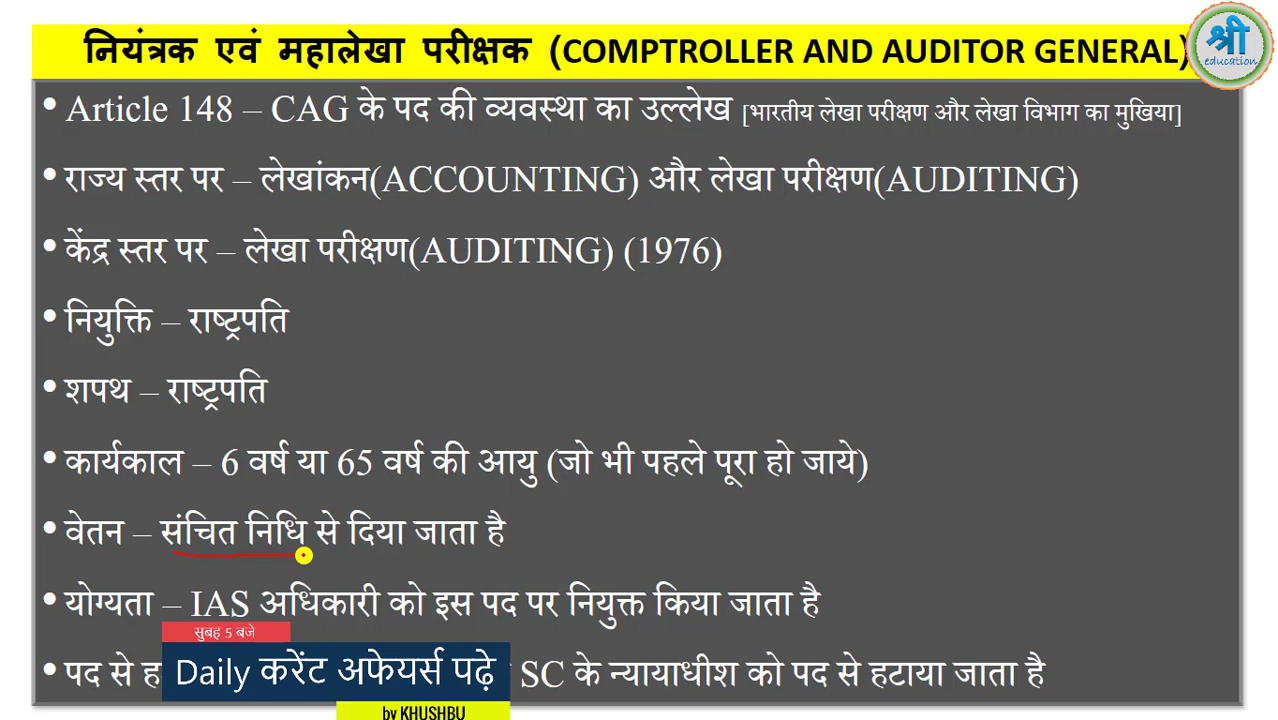 नियंत्रक एवं महालेखा परीक्षक (COMPTROLLER AND AUDITOR GENERAL)
श्री
education
• Article 148 – CAG के पद की व्यवस्था का उल्लेख [भारतीय लेखा परीक्षण और लेखा विभाग का मुखिया]
• राज्य स्तर पर – लेखांकन(ACCOUNTING) और लेखा परीक्षण(AUDITING)
• केंद्र स्तर पर – लेखा परीक्षण(AUDITING) (1976)
• नियुक्ति – राष्ट्रपति
• शपथ – राष्ट्रपति
• कार्यकाल – 6 वर्ष या 65 वर्ष की आयु (जो भी पहले पूरा हो जाये)
• वेतन – संचित निधि से दिया जाता है
• योग्यता – IAS अधिकारी को इस पद पर नियुक्त किया जाता है
• पद से SC के न्यायाधीश को पद से हटाया जाता है
सुबह 5 बजे
Daily करेंट अफेयर्स पढ़े
by KHUSHBU